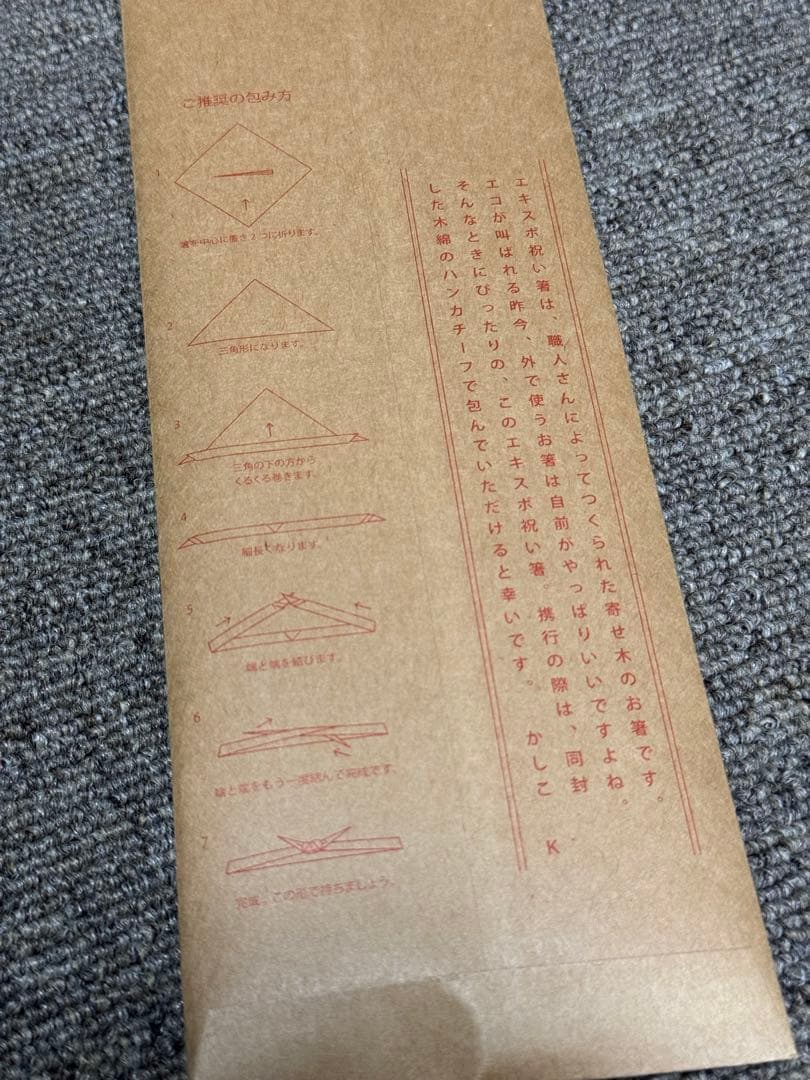 ご推奨の包み方
1
箸を中心に置き2つに折ります。
2
三角形になります。
3
三角の下の方から
くるくる巻きます。
4
細長くなります。
5
端と端を結びます。
6
端と端をもう一度結んで完成です。
7
完成。この形で持ちましょう。
エキスポ祝い箸は、職人さんによってつくられた寄せ木のお箸です。
エコが叫ばれる昨今、外で使うお箸は自前がやっぱりいいですよね。
そんなときにぴったりの、このエキスポ祝い箸。携行の際は、同封
した木綿のハンカチーフで包んでいただけると幸いです。 かしこ
K